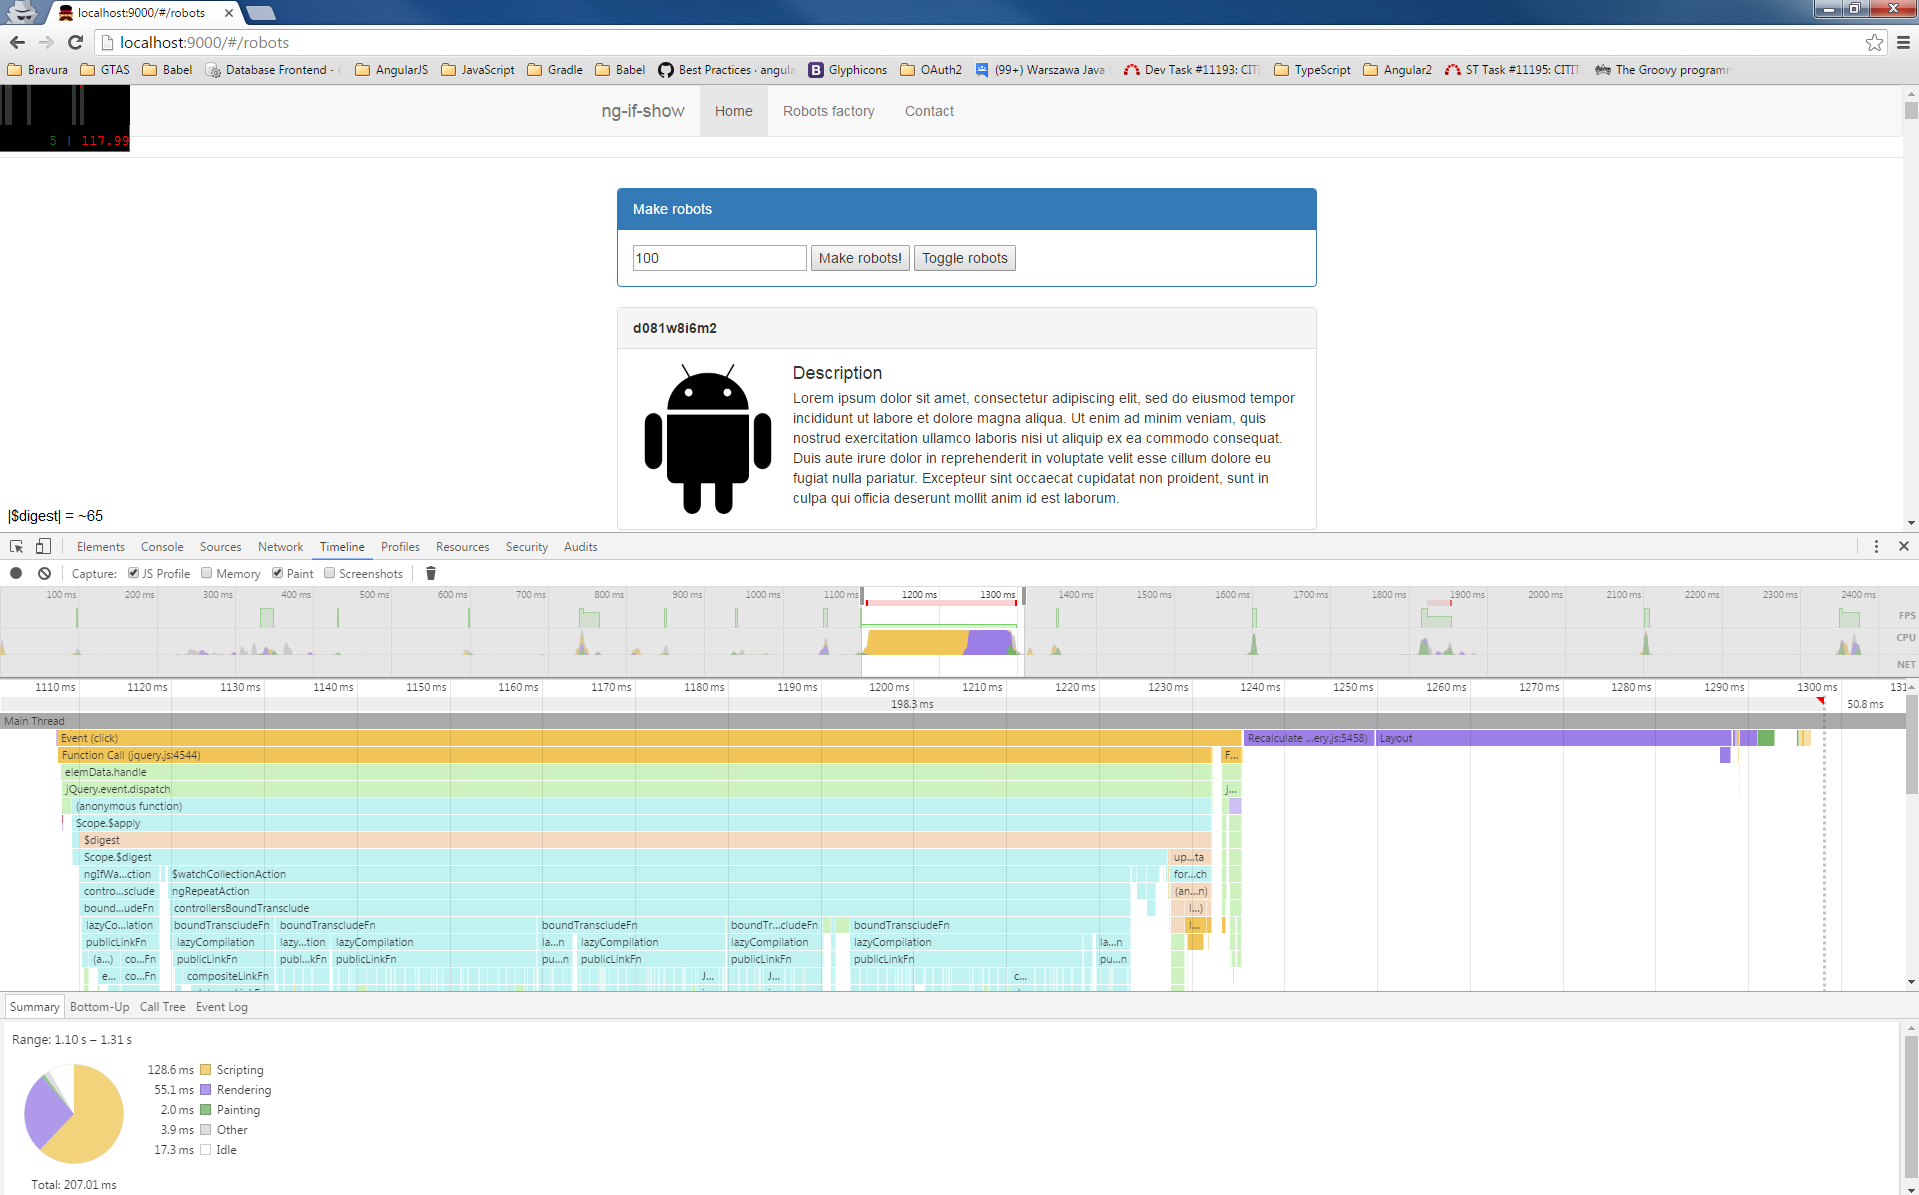 localhost:9000/#/robots
localhost:9000/#/robots
Bravura GTAS Babel Database Frontend - AngularJS JavaScript Gradle Babel Best Practices · angula Glyphicons OAuth2 (99+) Warszawa Java Dev Task #11193: CITI TypeScript Angular2 ST Task #11195: CITIT The Groovy programm
ng-if-show Home Robots factory Contact
5 | 117.99
Make robots
100 Make robots! Toggle robots
d081w8i6m2
Description
Lorem ipsum dolor sit amet, consectetur adipiscing elit, sed do eiusmod tempor
incididunt ut labore et dolore magna aliqua. Ut enim ad minim veniam, quis
nostrud exercitation ullamco laboris nisi ut aliquip ex ea commodo consequat.
Duis aute irure dolor in reprehenderit in voluptate velit esse cillum dolore eu
fugiat nulla pariatur. Excepteur sint occaecat cupidatat non proident, sunt in
culpa qui officia deserunt mollit anim id est laborum.
|$digest| = ~65
Elements Console Sources Network Timeline Profiles Resources Security Audits
Capture: JS Profile Memory Paint Screenshots
100 ms 200 ms 300 ms 400 ms 500 ms 600 ms 700 ms 800 ms 900 ms 1000 ms 1100 ms 1200 ms 1300 ms 1400 ms 1500 ms 1600 ms 1700 ms 1800 ms 1900 ms 2000 ms 2100 ms 2200 ms 2300 ms 2400 ms
FPS
CPU
NET
1110 ms 1120 ms 1130 ms 1140 ms 1150 ms 1160 ms 1170 ms 1180 ms 1190 ms 1200 ms 1210 ms 1220 ms 1230 ms 1240 ms 1250 ms 1260 ms 1270 ms 1280 ms 1290 ms 1300 ms 131
198.3 ms 50.8 ms
Main Thread
Event (click) Recalculate ...ery.js:5458) Layout
Function Call (jquery.js:4544) F...
elemData.handle
jQuery.event.dispatch j...
(anonymous function)
Scope.$apply
$digest
Scope.$digest up...ta
ngIfWa...ction $watchCollectionAction for...ch
contro...sclude ngRepeatAction (an...n)
bound...udeFn controllersBoundTransclude l...)
lazyCo...lation boundTranscludeFn boundTranscludeFn boundTranscludeFn boundTr...cludeFn boundTranscludeFn l...
publicLinkFn lazyCompilation lazy...tion lazyCompilation la...n lazyCompilation lazyCompilation lazyCompilation la...n
(a...) co...Fn publicLinkFn publ...kFn publicLinkFn pu...n publicLinkFn publicLinkFn publicLinkFn pu...n
e... co...Fn compositeLinkFn J... J... c...
Summary Bottom-Up Call Tree Event Log
Range: 1.10 s – 1.31 s
128.6 ms Scripting
55.1 ms Rendering
2.0 ms Painting
3.9 ms Other
17.3 ms Idle
Total: 207.01 ms